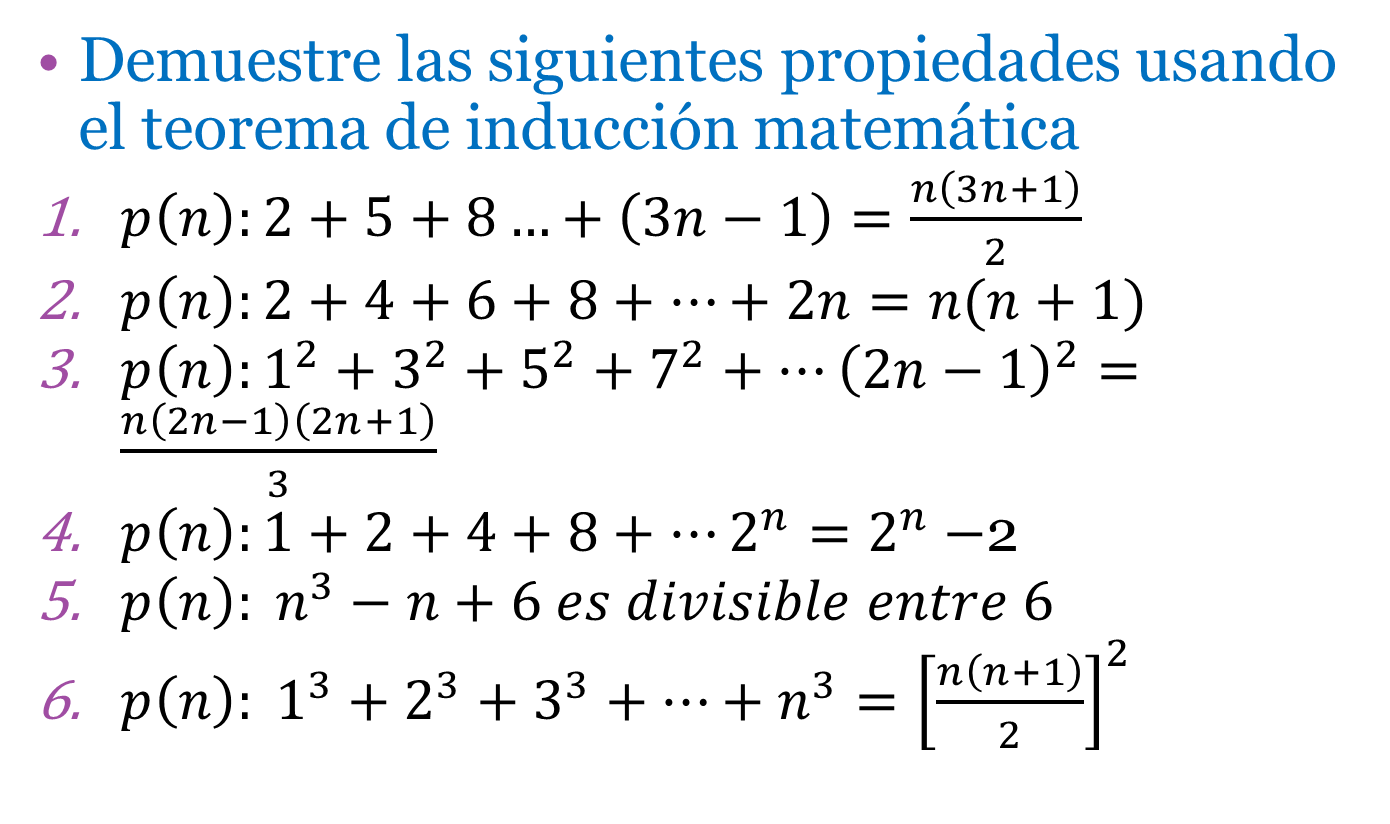 • Demuestre las siguientes propiedades usando
el teorema de inducción matemática
1. p(n): 2 + 5 + 8 ... + (3n − 1) = n(3n+1)/2
2. p(n): 2 + 4 + 6 + 8 + ⋯ + 2n = n(n + 1)
3. p(n): 1² + 3² + 5² + 7² + ⋯ (2n − 1)² =
n(2n−1)(2n+1)/3
4. p(n): 1 + 2 + 4 + 8 + ⋯ 2ⁿ = 2ⁿ −2
5. p(n): n³ − n + 6 es divisible entre 6
6. p(n): 1³ + 2³ + 3³ + ⋯ + n³ = [n(n+1)/2]²